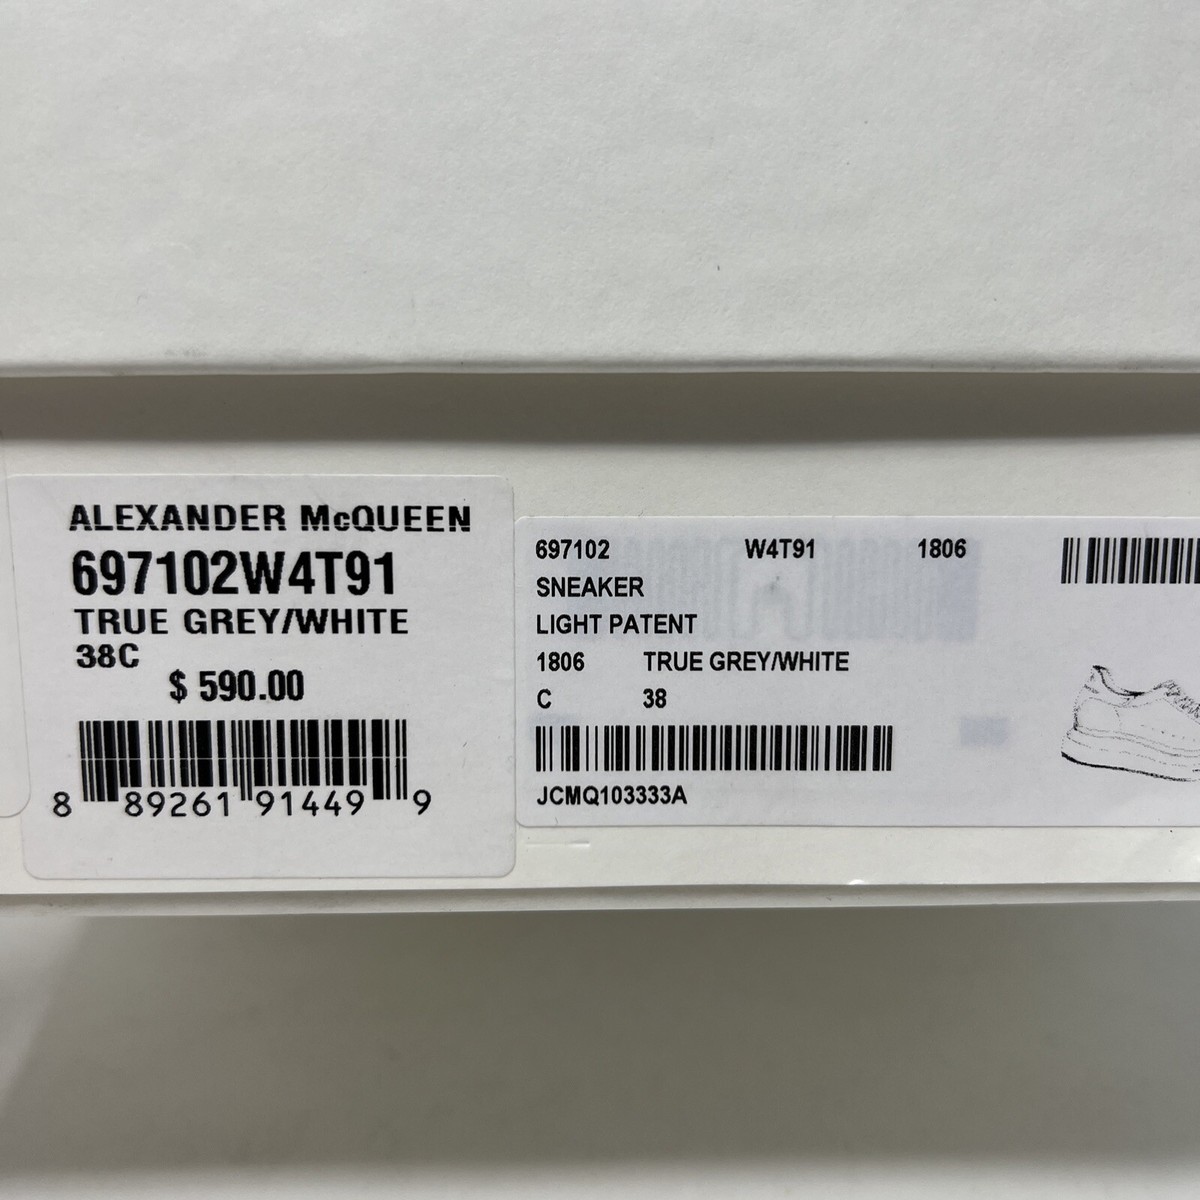 ALEXANDER McQUEEN
697102W4T91
TRUE GREY/WHITE
38C
$ 590.00
8 89261 91449 9
697102 W4T91 1806
SNEAKER
LIGHT PATENT
1806 TRUE GREY/WHITE
C 38
JCMQ103333A